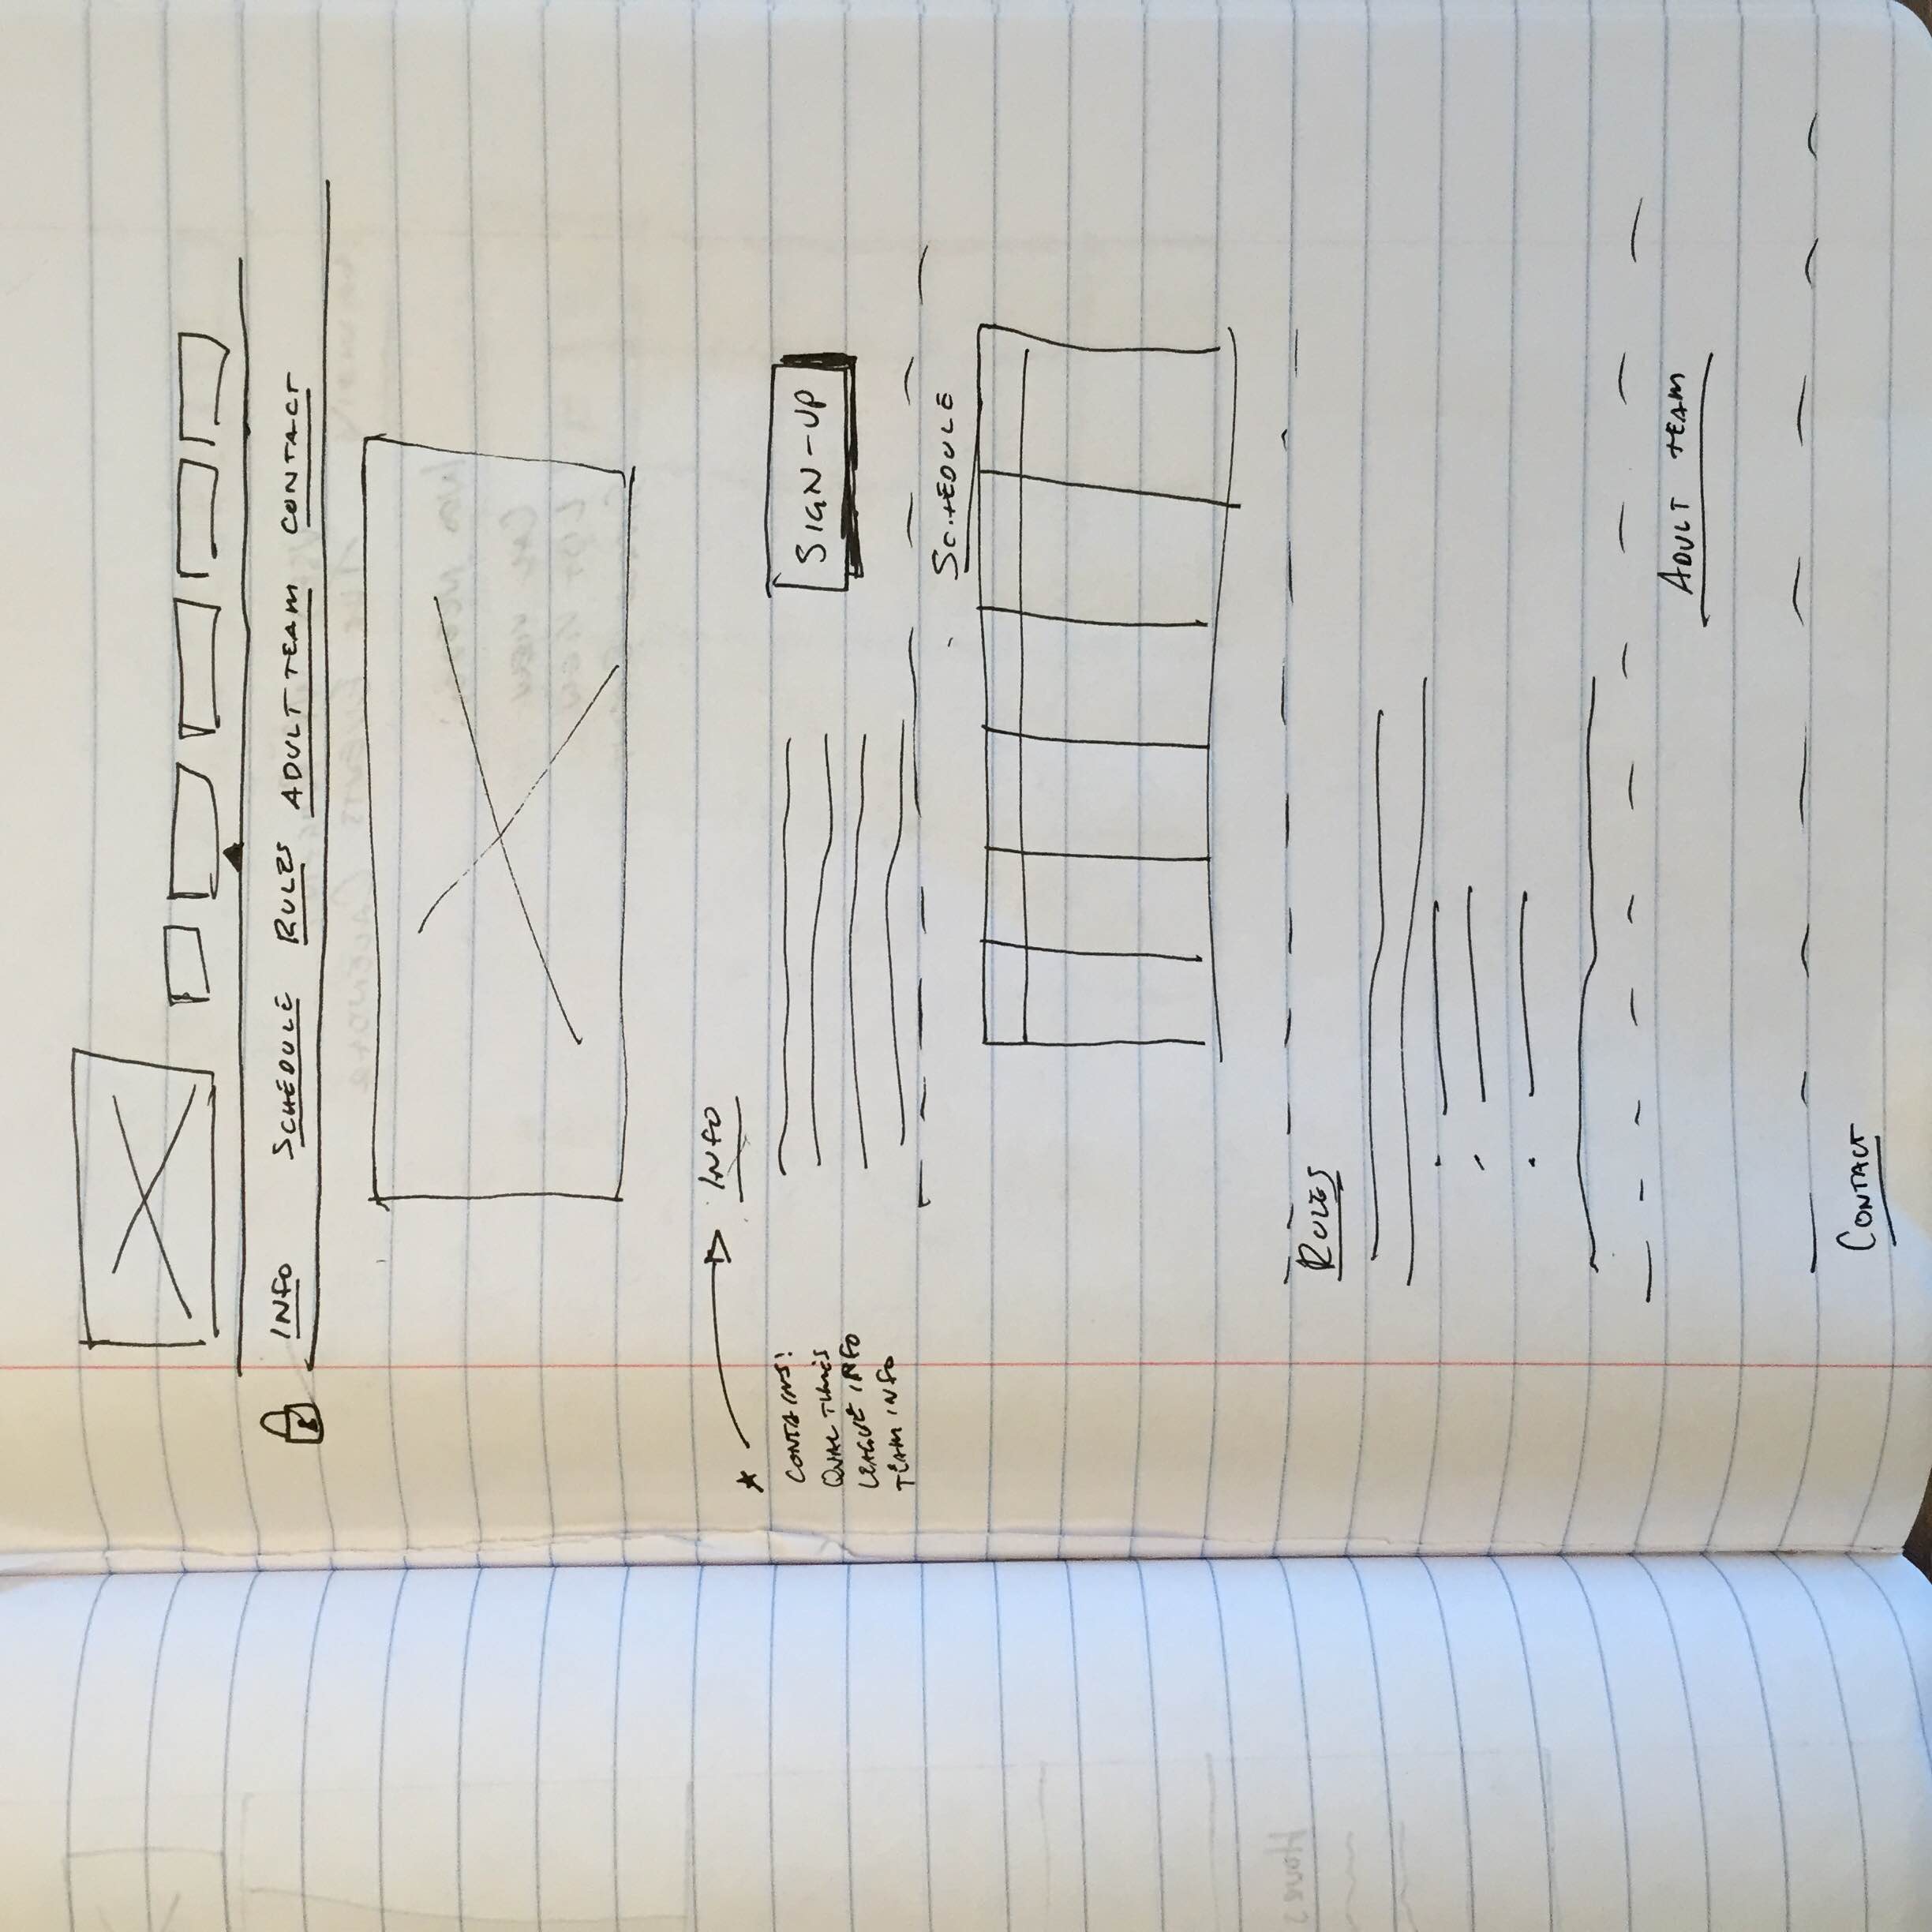 INFO SCHEDULE RULES ADULT TEAM CONTACT
INFO
CONTAINS:
QUAL TIMES
LEAGUE INFO
TEAM INFO
SIGN-UP
SCHEDULE
RULES
ADULT TEAM
CONTACT